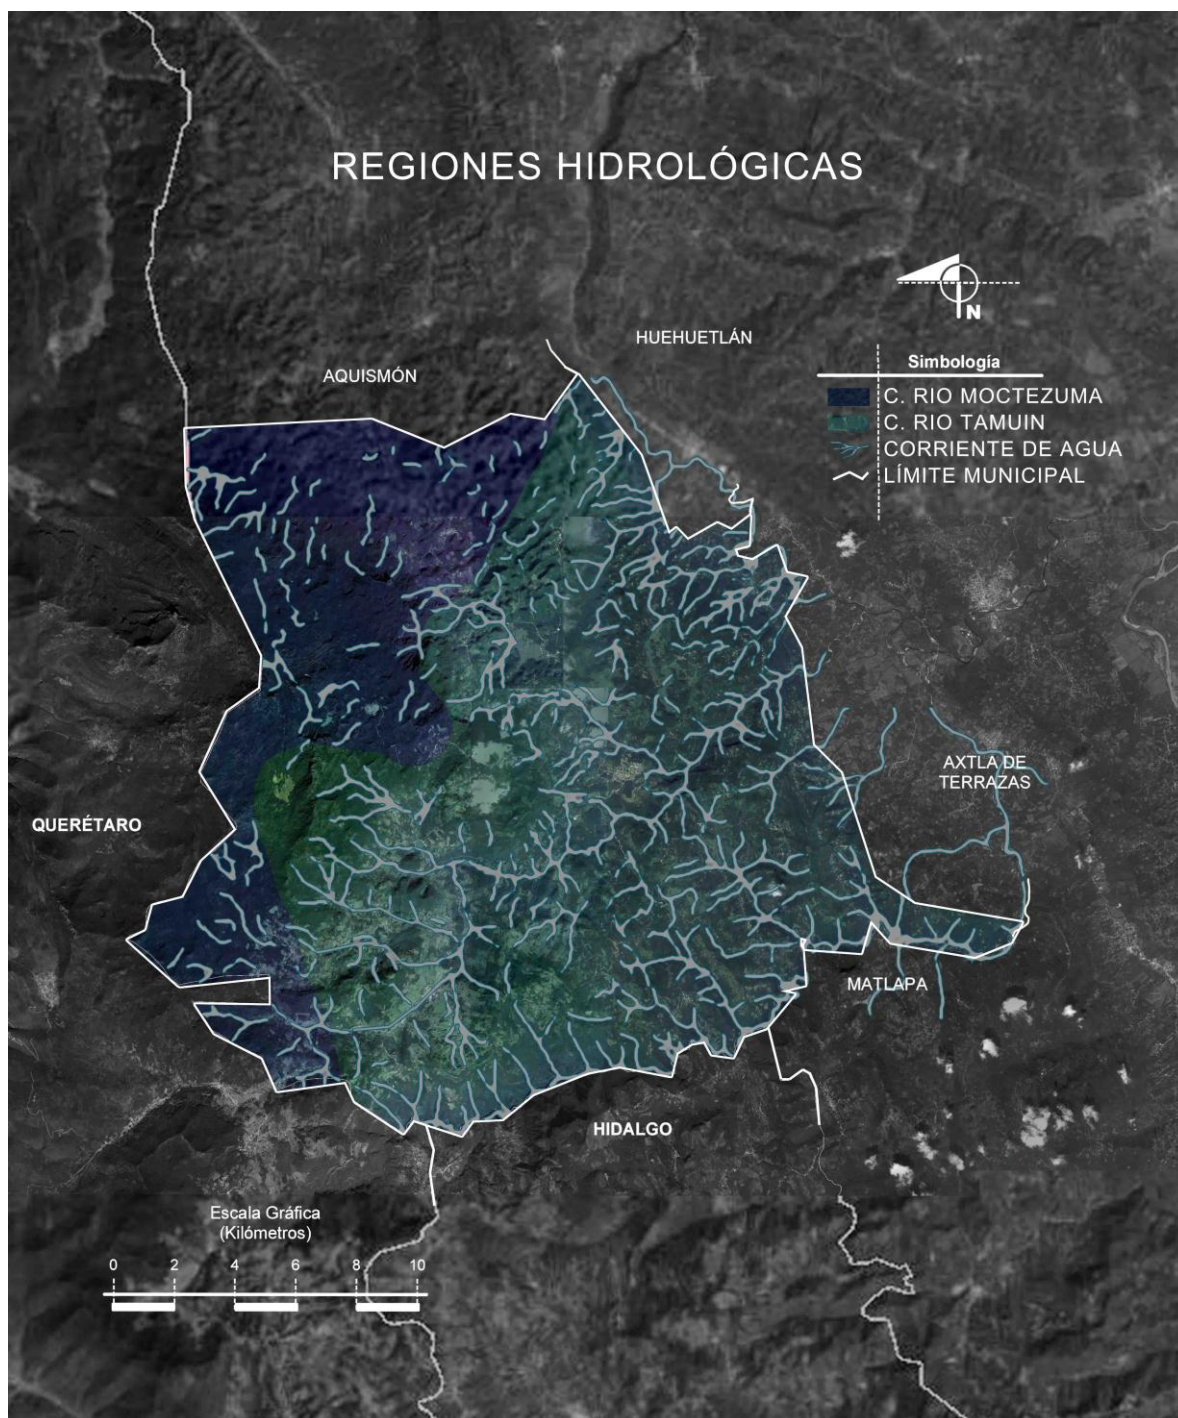 REGIONES HIDROLÓGICAS
N
HUEHUETLÁN
AQUISMÓN
Simbología
C. RIO MOCTEZUMA
C. RIO TAMUIN
CORRIENTE DE AGUA
LÍMITE MUNICIPAL
AXTLA DE
TERRAZAS
QUERÉTARO
MATLAPA
HIDALGO
Escala Gráfica
(Kilómetros)
0 2 4 6 8 10